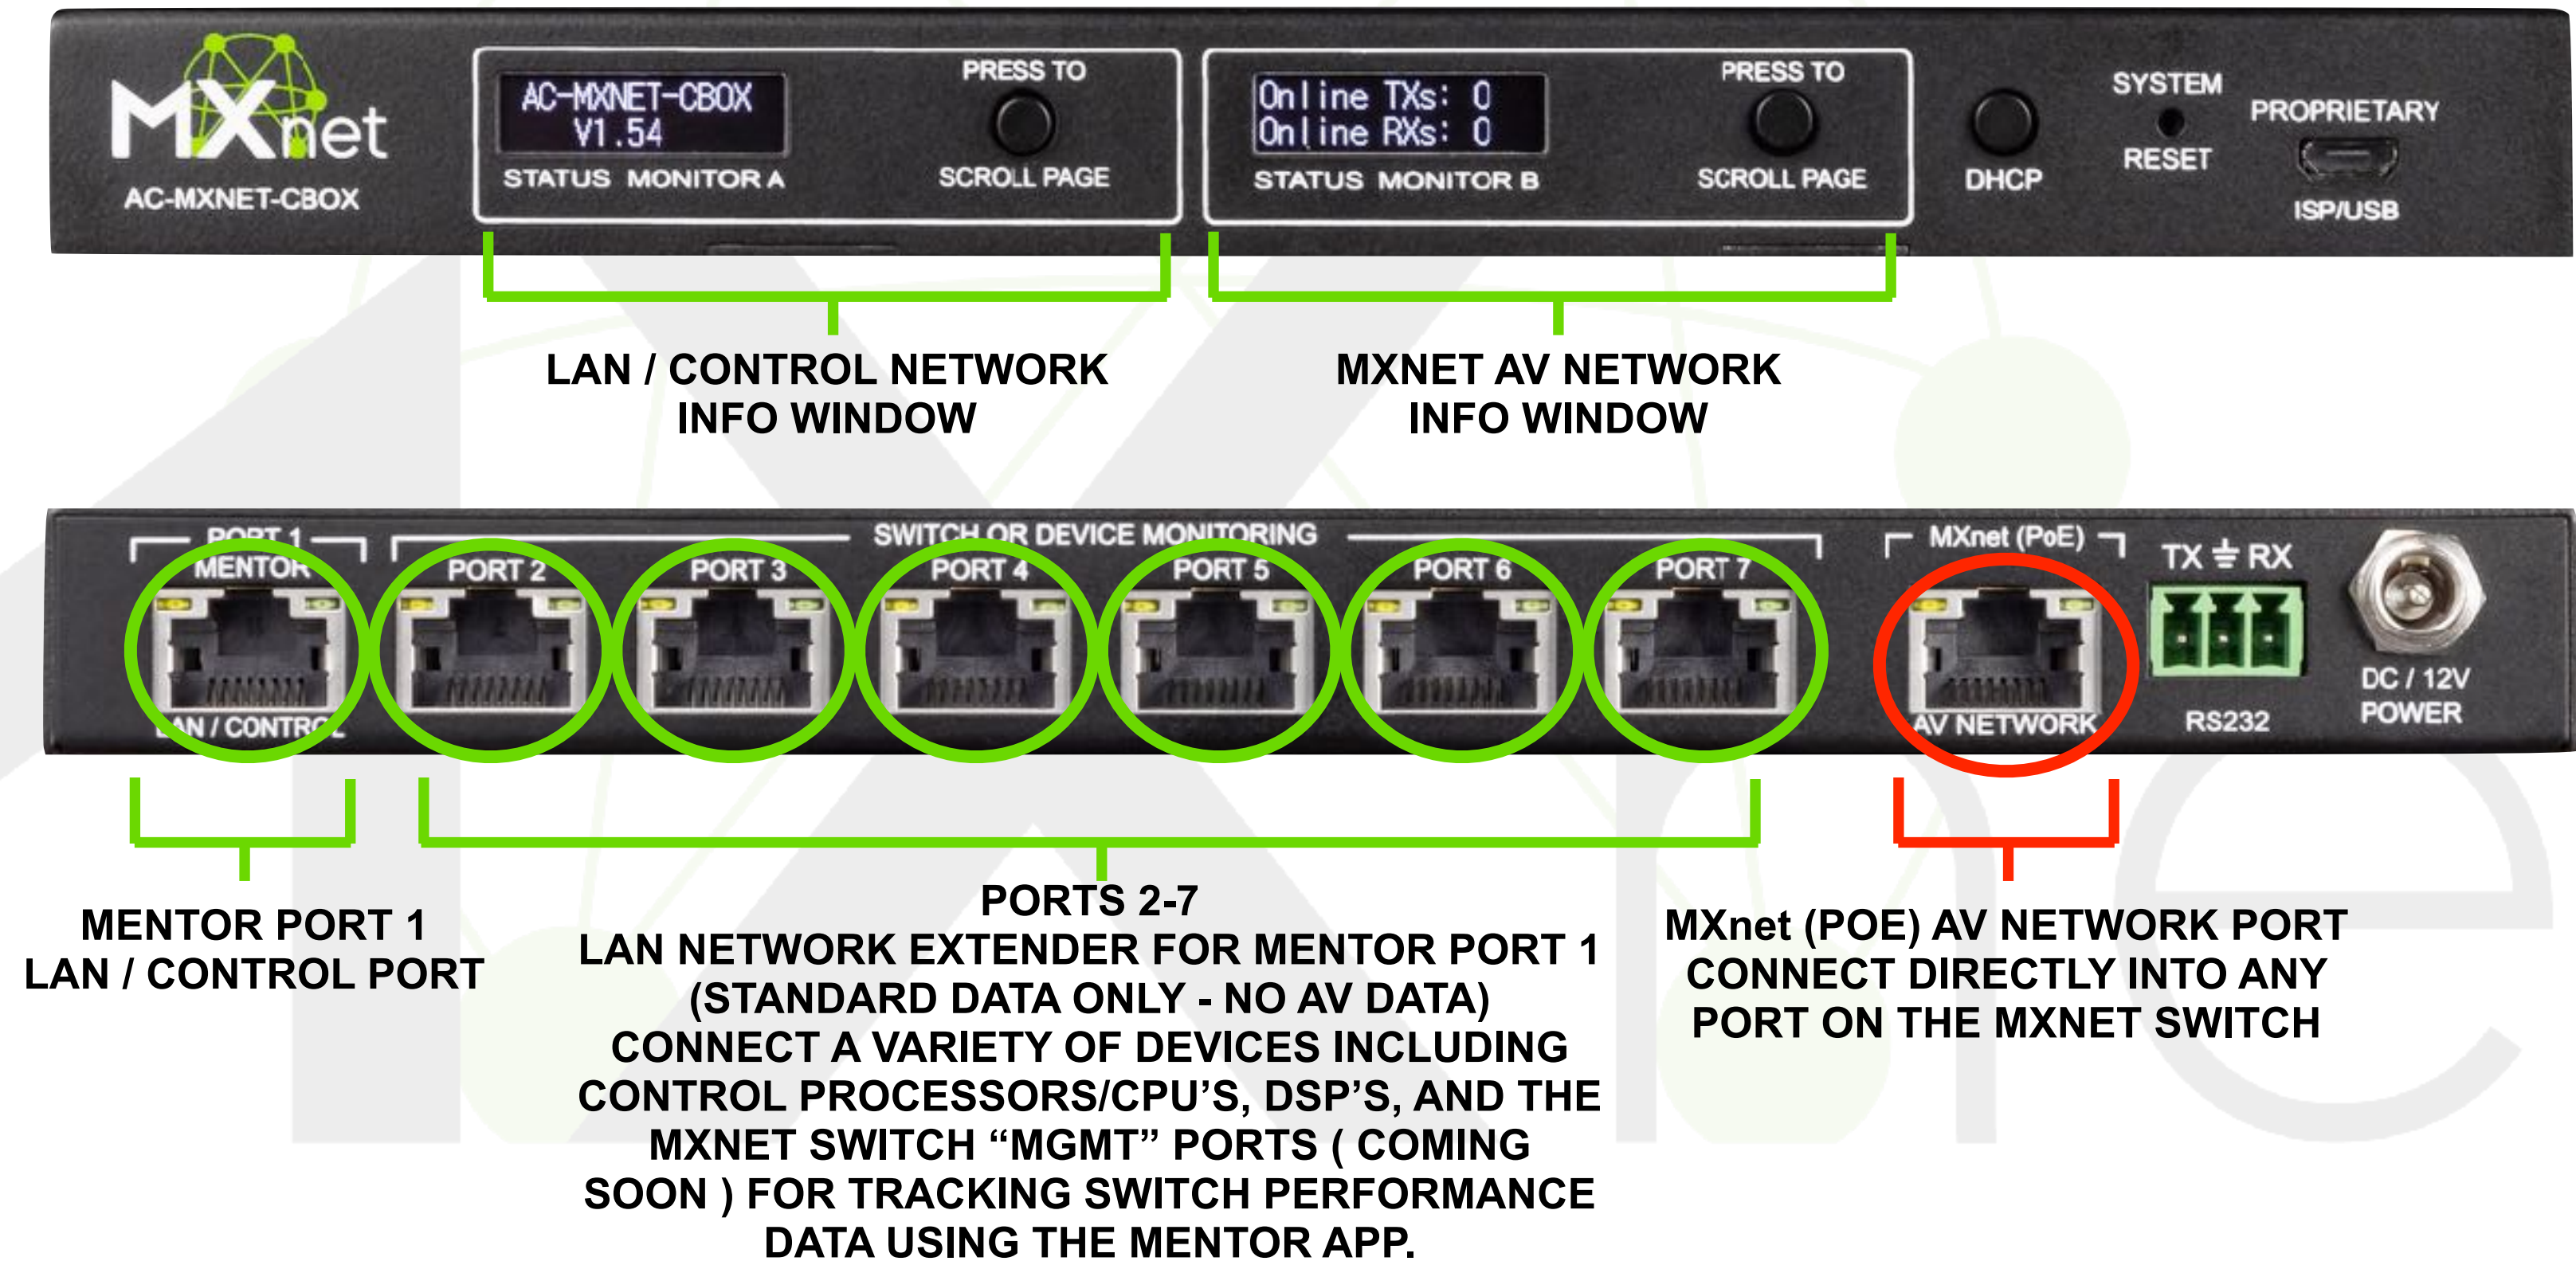 MXnet
AC-MXNET-CBOX
AC-MXNET-CBOX
V1.54
STATUS MONITOR A
PRESS TO
SCROLL PAGE
Online TXs: 0
Online RXs: 0
STATUS MONITOR B
PRESS TO
SCROLL PAGE
DHCP
SYSTEM
RESET
PROPRIETARY
ISP/USB
LAN / CONTROL NETWORK
INFO WINDOW
MXNET AV NETWORK
INFO WINDOW
PORT 1
MENTOR
LAN / CONTROL
SWITCH OR DEVICE MONITORING
PORT 2
PORT 3
PORT 4
PORT 5
PORT 6
PORT 7
MXnet (PoE)
AV NETWORK
TX RX
RS232
DC / 12V
POWER
MENTOR PORT 1
LAN / CONTROL PORT
PORTS 2-7
LAN NETWORK EXTENDER FOR MENTOR PORT 1
(STANDARD DATA ONLY - NO AV DATA)
CONNECT A VARIETY OF DEVICES INCLUDING
CONTROL PROCESSORS/CPU’S, DSP’S, AND THE
MXNET SWITCH “MGMT” PORTS ( COMING
SOON ) FOR TRACKING SWITCH PERFORMANCE
DATA USING THE MENTOR APP.
MXnet (POE) AV NETWORK PORT
CONNECT DIRECTLY INTO ANY
PORT ON THE MXNET SWITCH